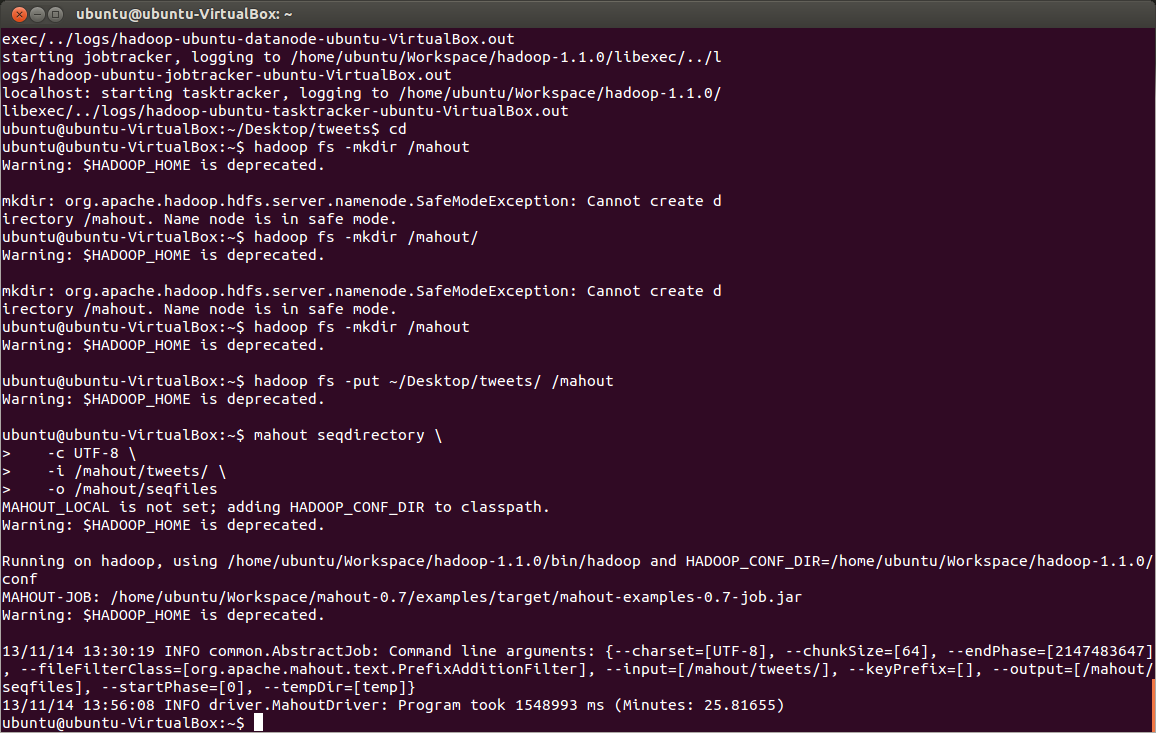 ubuntu@ubuntu-VirtualBox: ~
exec/../logs/hadoop-ubuntu-datanode-ubuntu-VirtualBox.out
starting jobtracker, logging to /home/ubuntu/Workspace/hadoop-1.1.0/libexec/../l
ogs/hadoop-ubuntu-jobtracker-ubuntu-VirtualBox.out
localhost: starting tasktracker, logging to /home/ubuntu/Workspace/hadoop-1.1.0/
libexec/../logs/hadoop-ubuntu-tasktracker-ubuntu-VirtualBox.out
ubuntu@ubuntu-VirtualBox:~/Desktop/tweets$ cd
ubuntu@ubuntu-VirtualBox:~$ hadoop fs -mkdir /mahout
Warning: $HADOOP_HOME is deprecated.

mkdir: org.apache.hadoop.hdfs.server.namenode.SafeModeException: Cannot create d
irectory /mahout. Name node is in safe mode.
ubuntu@ubuntu-VirtualBox:~$ hadoop fs -mkdir /mahout/
Warning: $HADOOP_HOME is deprecated.

mkdir: org.apache.hadoop.hdfs.server.namenode.SafeModeException: Cannot create d
irectory /mahout. Name node is in safe mode.
ubuntu@ubuntu-VirtualBox:~$ hadoop fs -mkdir /mahout
Warning: $HADOOP_HOME is deprecated.

ubuntu@ubuntu-VirtualBox:~$ hadoop fs -put ~/Desktop/tweets/ /mahout
Warning: $HADOOP_HOME is deprecated.

ubuntu@ubuntu-VirtualBox:~$ mahout seqdirectory \
>    -c UTF-8 \
>    -i /mahout/tweets/ \
>    -o /mahout/seqfiles
MAHOUT_LOCAL is not set; adding HADOOP_CONF_DIR to classpath.
Warning: $HADOOP_HOME is deprecated.

Running on hadoop, using /home/ubuntu/Workspace/hadoop-1.1.0/bin/hadoop and HADOOP_CONF_DIR=/home/ubuntu/Workspace/hadoop-1.1.0/
conf
MAHOUT-JOB: /home/ubuntu/Workspace/mahout-0.7/examples/target/mahout-examples-0.7-job.jar
Warning: $HADOOP_HOME is deprecated.

13/11/14 13:30:19 INFO common.AbstractJob: Command line arguments: {--charset=[UTF-8], --chunkSize=[64], --endPhase=[2147483647]
, --fileFilterClass=[org.apache.mahout.text.PrefixAdditionFilter], --input=[/mahout/tweets/], --keyPrefix=[], --output=[/mahout/
seqfiles], --startPhase=[0], --tempDir=[temp]}
13/11/14 13:56:08 INFO driver.MahoutDriver: Program took 1548993 ms (Minutes: 25.81655)
ubuntu@ubuntu-VirtualBox:~$